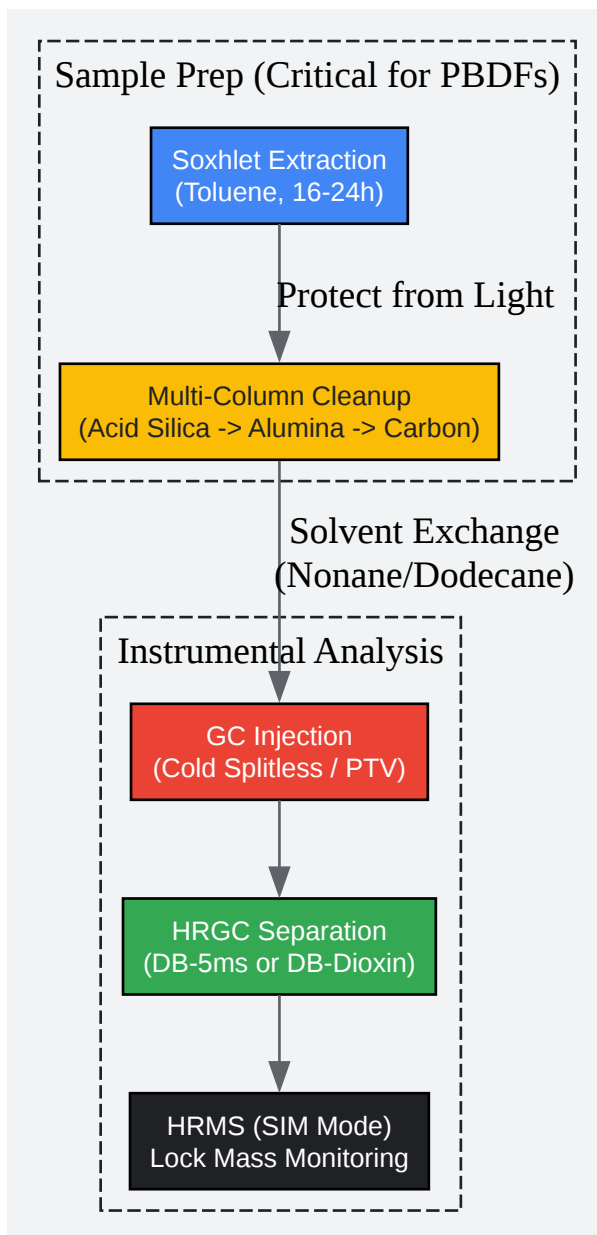 Sample Prep (Critical for PBDFs)
Soxhlet Extraction
(Toluene, 16-24h)
Protect from Light
Multi-Column Cleanup
(Acid Silica -> Alumina -> Carbon)
Solvent Exchange
(Nonane/Dodecane)
Instrumental Analysis
GC Injection
(Cold Splitless / PTV)
HRGC Separation
(DB-5ms or DB-Dioxin)
HRMS (SIM Mode)
Lock Mass Monitoring